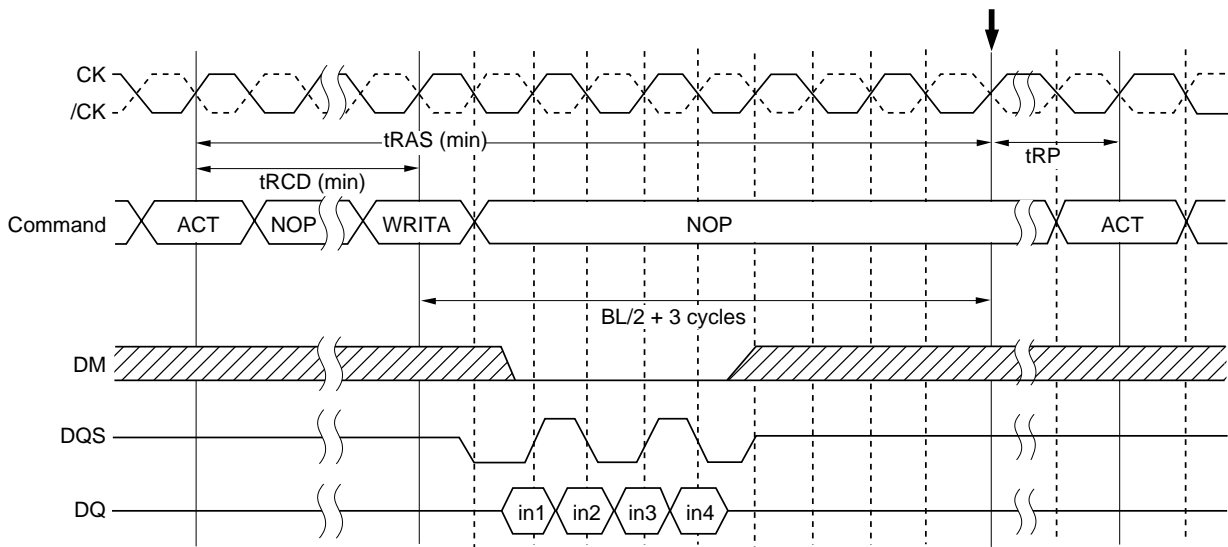 CK
/CK
tRAS (min)
tRP
tRCD (min)
Command ACT NOP WRITA NOP ACT
BL/2 + 3 cycles
DM
DQS
DQ in1 in2 in3 in4